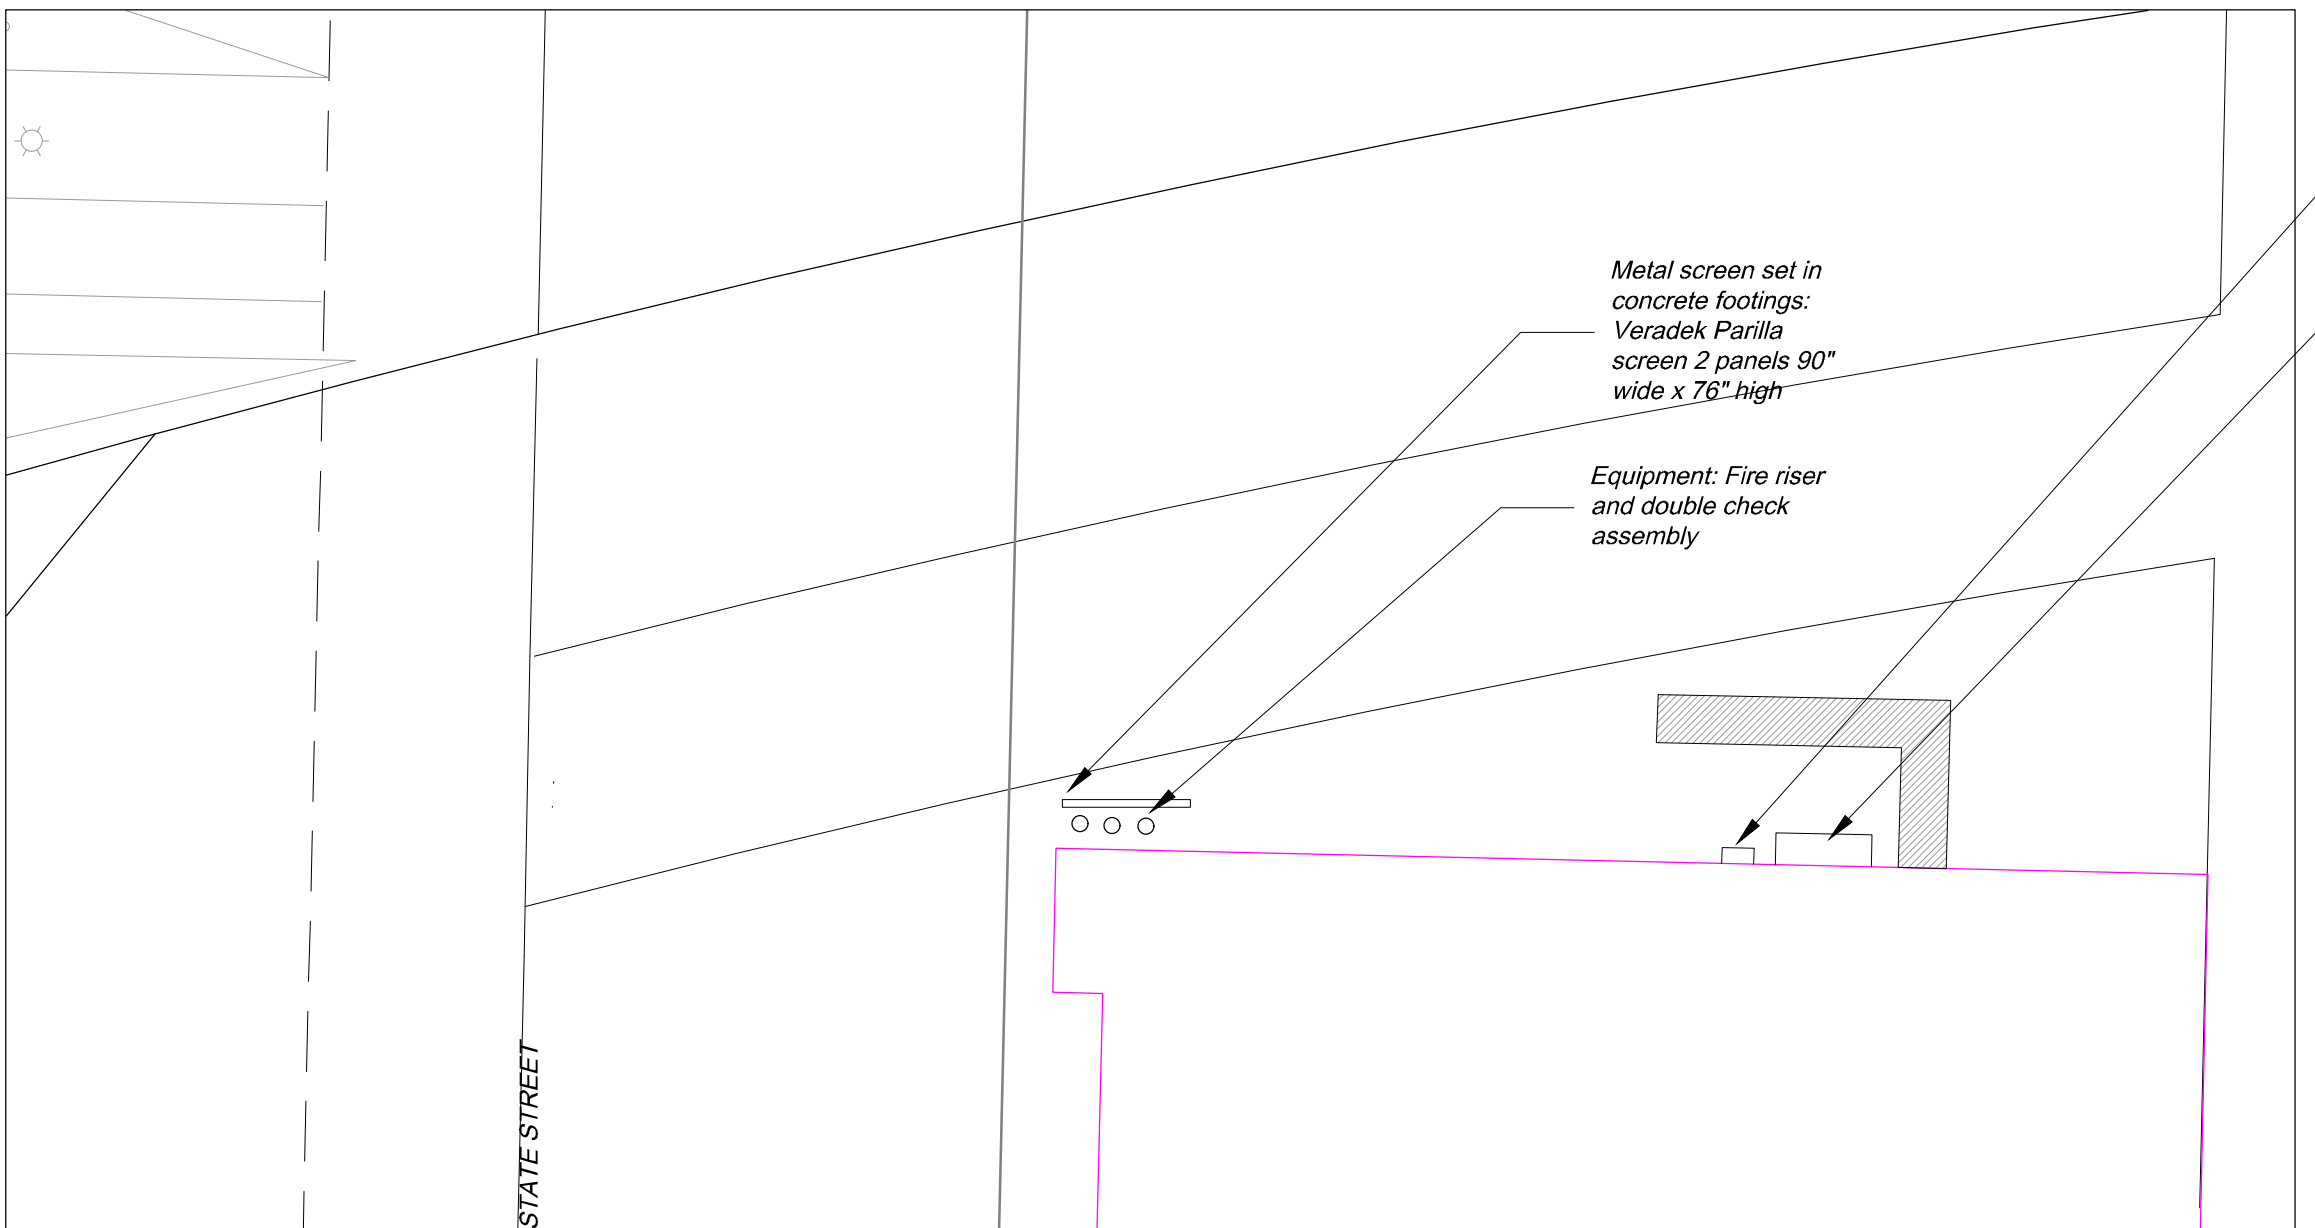 Metal screen set in
concrete footings:
Veradek Parilla
screen 2 panels 90"
wide x 76" high
Equipment: Fire riser
and double check
assembly
STATE STREET